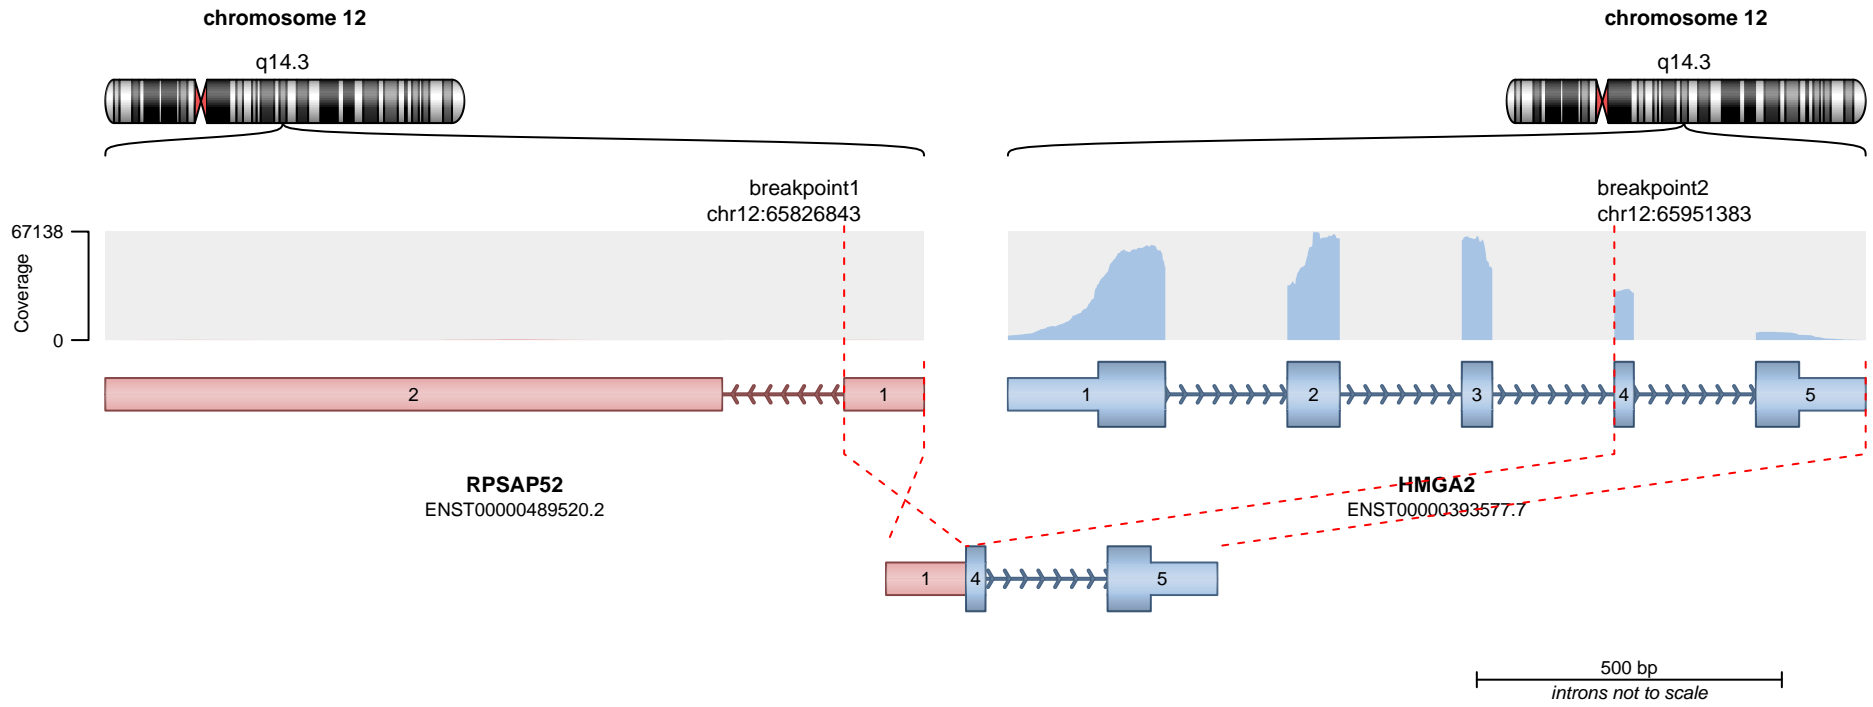 chromosome 12
chromosome 12
q14.3
q14.3
breakpoint1
chr12:65826843
breakpoint2
chr12:65951383
67138
Coverage
0
2
1
1
2
3
4
5
RPSAP52
ENST00000489520.2
HMGA2
ENST00000393577.7
1
4
5
500 bp
introns not to scale